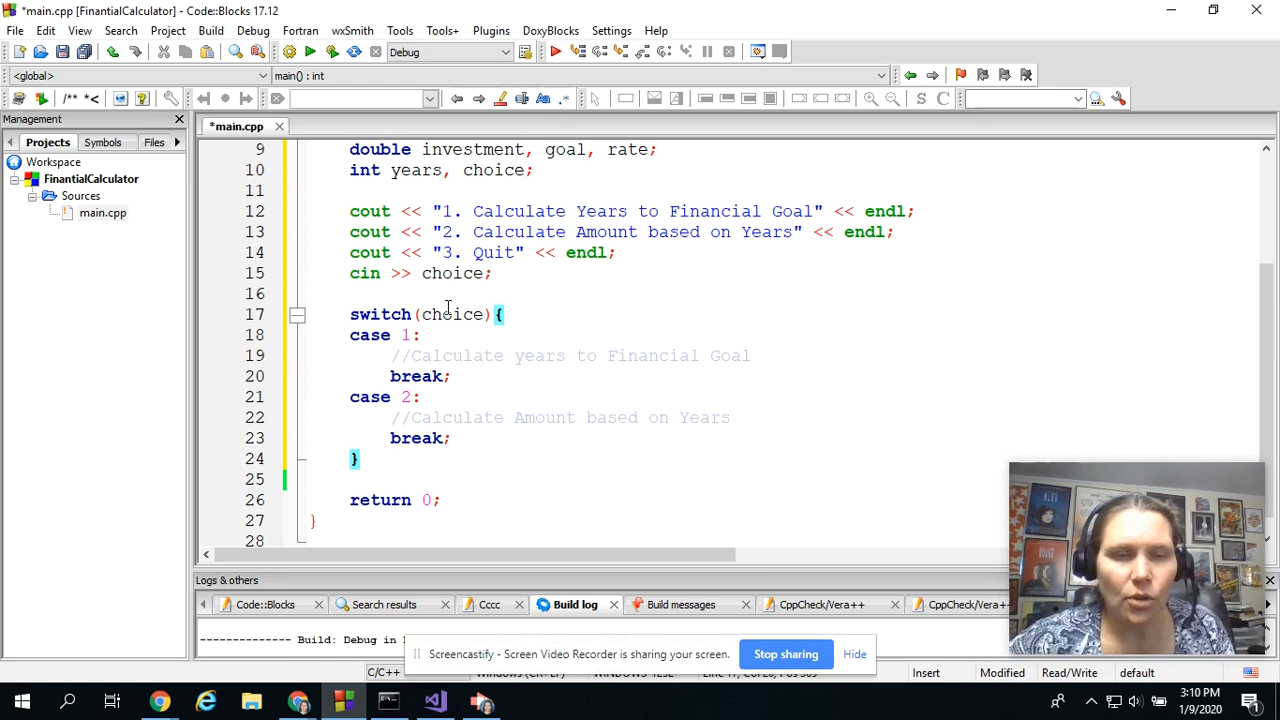 *main.cpp [FinantialCalculator] - Code::Blocks 17.12
File Edit View Search Project Build Debug Fortran wxSmith Tools Tools+ Plugins DoxyBlocks Settings Help
Debug
<global> main() : int
/** *<
S C
Management
*main.cpp
Projects Symbols Files
Workspace
FinantialCalculator
Sources
main.cpp
9 double investment, goal, rate;
10 int years, choice;
11
12 cout << "1. Calculate Years to Financial Goal" << endl;
13 cout << "2. Calculate Amount based on Years" << endl;
14 cout << "3. Quit" << endl;
15 cin >> choice;
16
17 switch(choice){
18 case 1:
19 //Calculate years to Financial Goal
20 break;
21 case 2:
22 //Calculate Amount based on Years
23 break;
24 }
25
26 return 0;
27 }
28
Logs & others
Code::Blocks Search results Cccc Build log Build messages CppCheck/Vera++ CppCheck/Vera++
-------------- Build: Debug in
Screencastify - Screen Video Recorder is sharing your screen. Stop sharing Hide
C/C++ Insert Modified Read/Write default
3:10 PM
1/9/2020